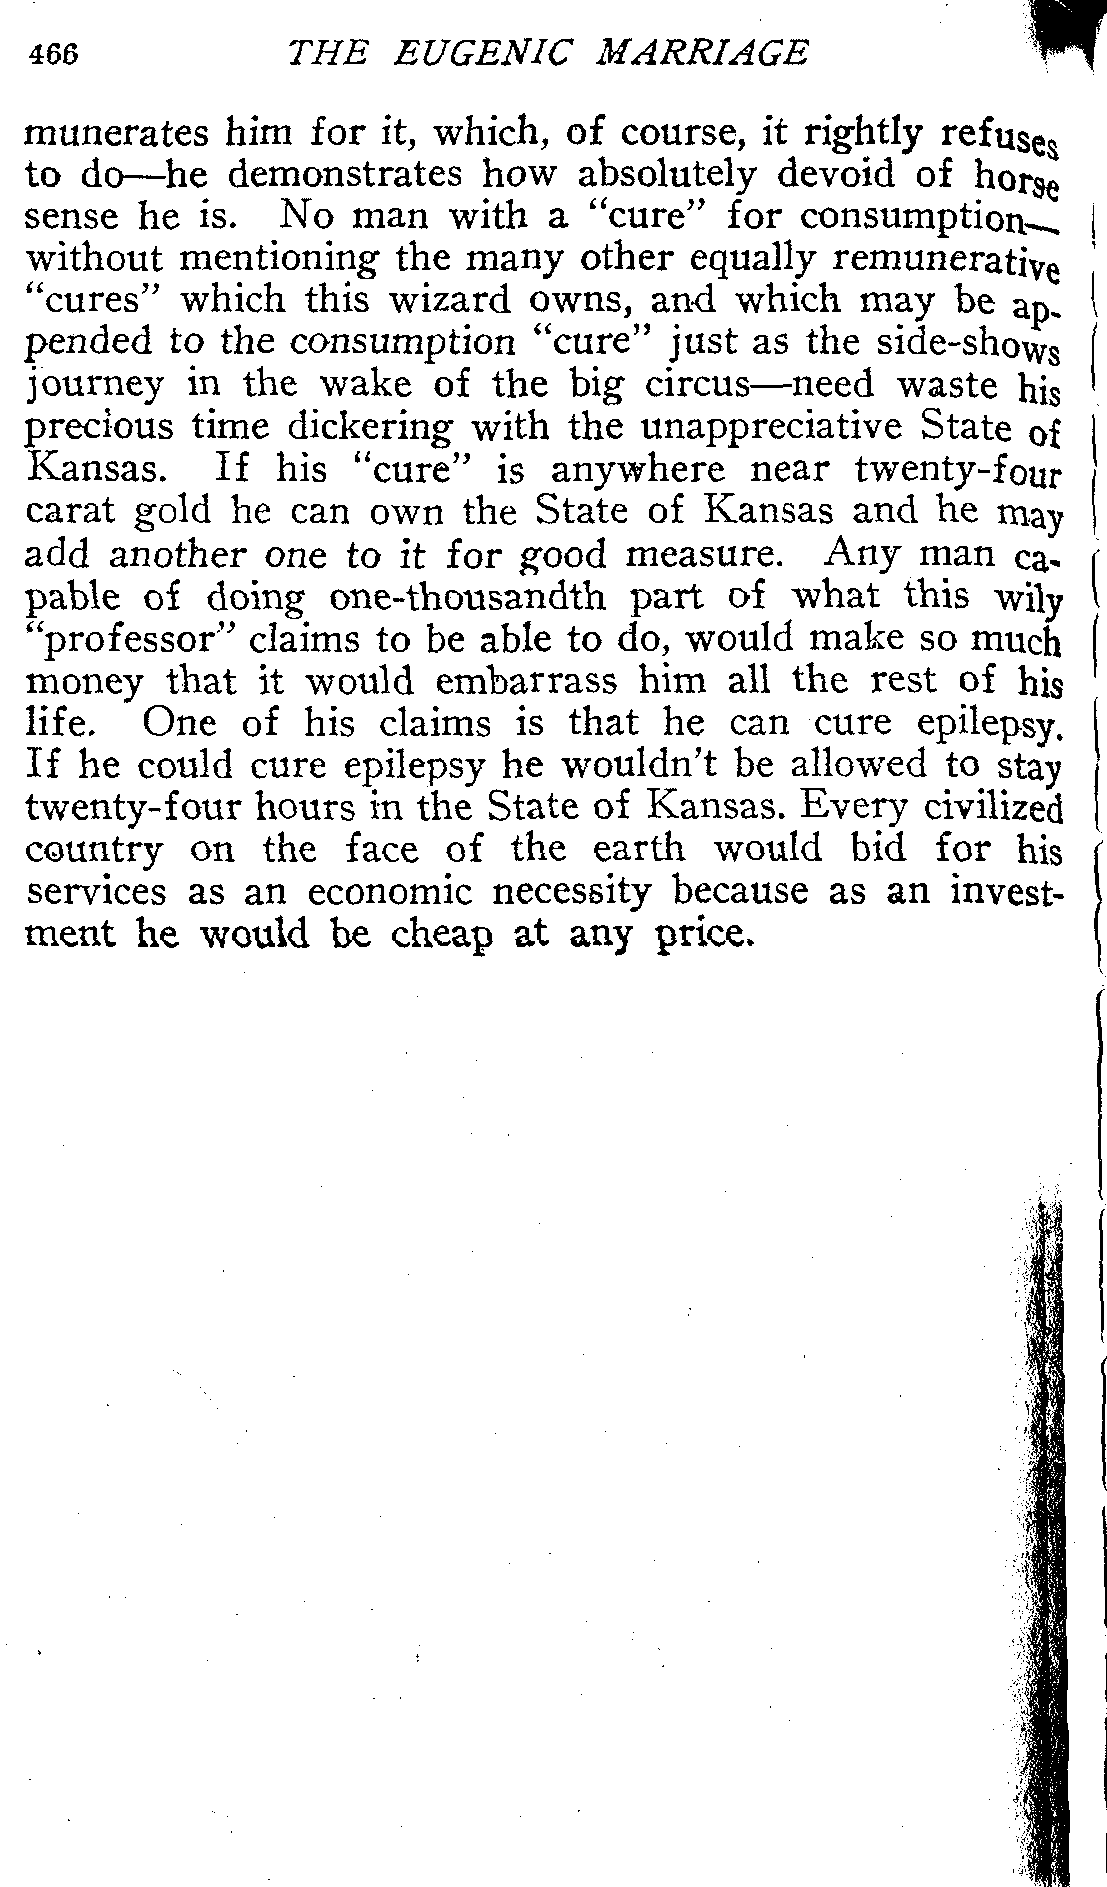 466 THE EUGENIC MARRIAGE
munerates him for it, which, of course, it rightly refuses
to do—he demonstrates how absolutely devoid of horse
sense he is. No man with a “cure” for consumption—
without mentioning the many other equally remunerative
“cures” which this wizard owns, and which may be ap-
pended to the consumption “cure” just as the side-shows
journey in the wake of the big circus—need waste his
precious time dickering with the unappreciative State of
Kansas. If his “cure” is anywhere near twenty-four
carat gold he can own the State of Kansas and he may
add another one to it for good measure. Any man ca-
pable of doing one-thousandth part of what this wily
“professor” claims to be able to do, would make so much
money that it would embarrass him all the rest of his
life. One of his claims is that he can cure epilepsy.
If he could cure epilepsy he wouldn't be allowed to stay
twenty-four hours in the State of Kansas. Every civilized
country on the face of the earth would bid for his
services as an economic necessity because as an invest-
ment he would be cheap at any price.